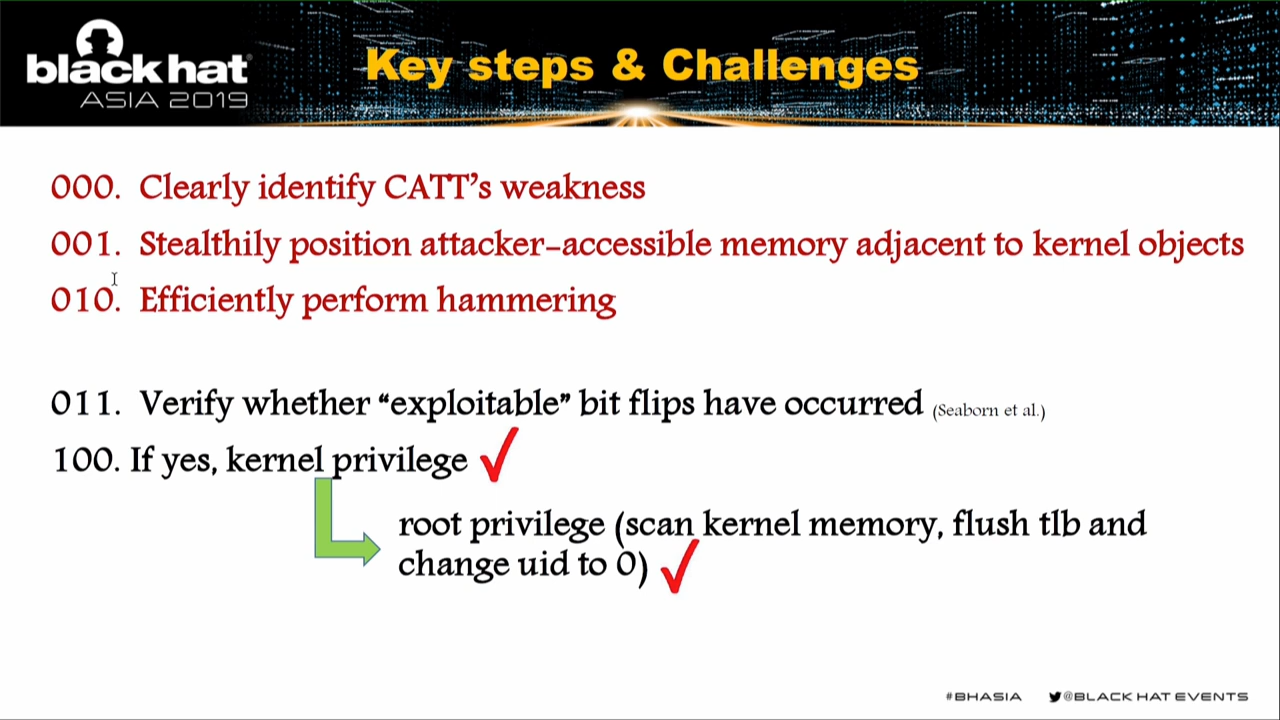 black hat
ASIA 2019
Key steps & Challenges
000. Clearly identify CATT's weakness
001. Stealthily position attacker-accessible memory adjacent to kernel objects
010. Efficiently perform hammering
011. Verify whether “exploitable” bit flips have occurred (Seaborn et al.)
100. If yes, kernel privilege
root privilege (scan kernel memory, flush tlb and
change uid to 0)
#BHASIA @BLACK HAT EVENTS